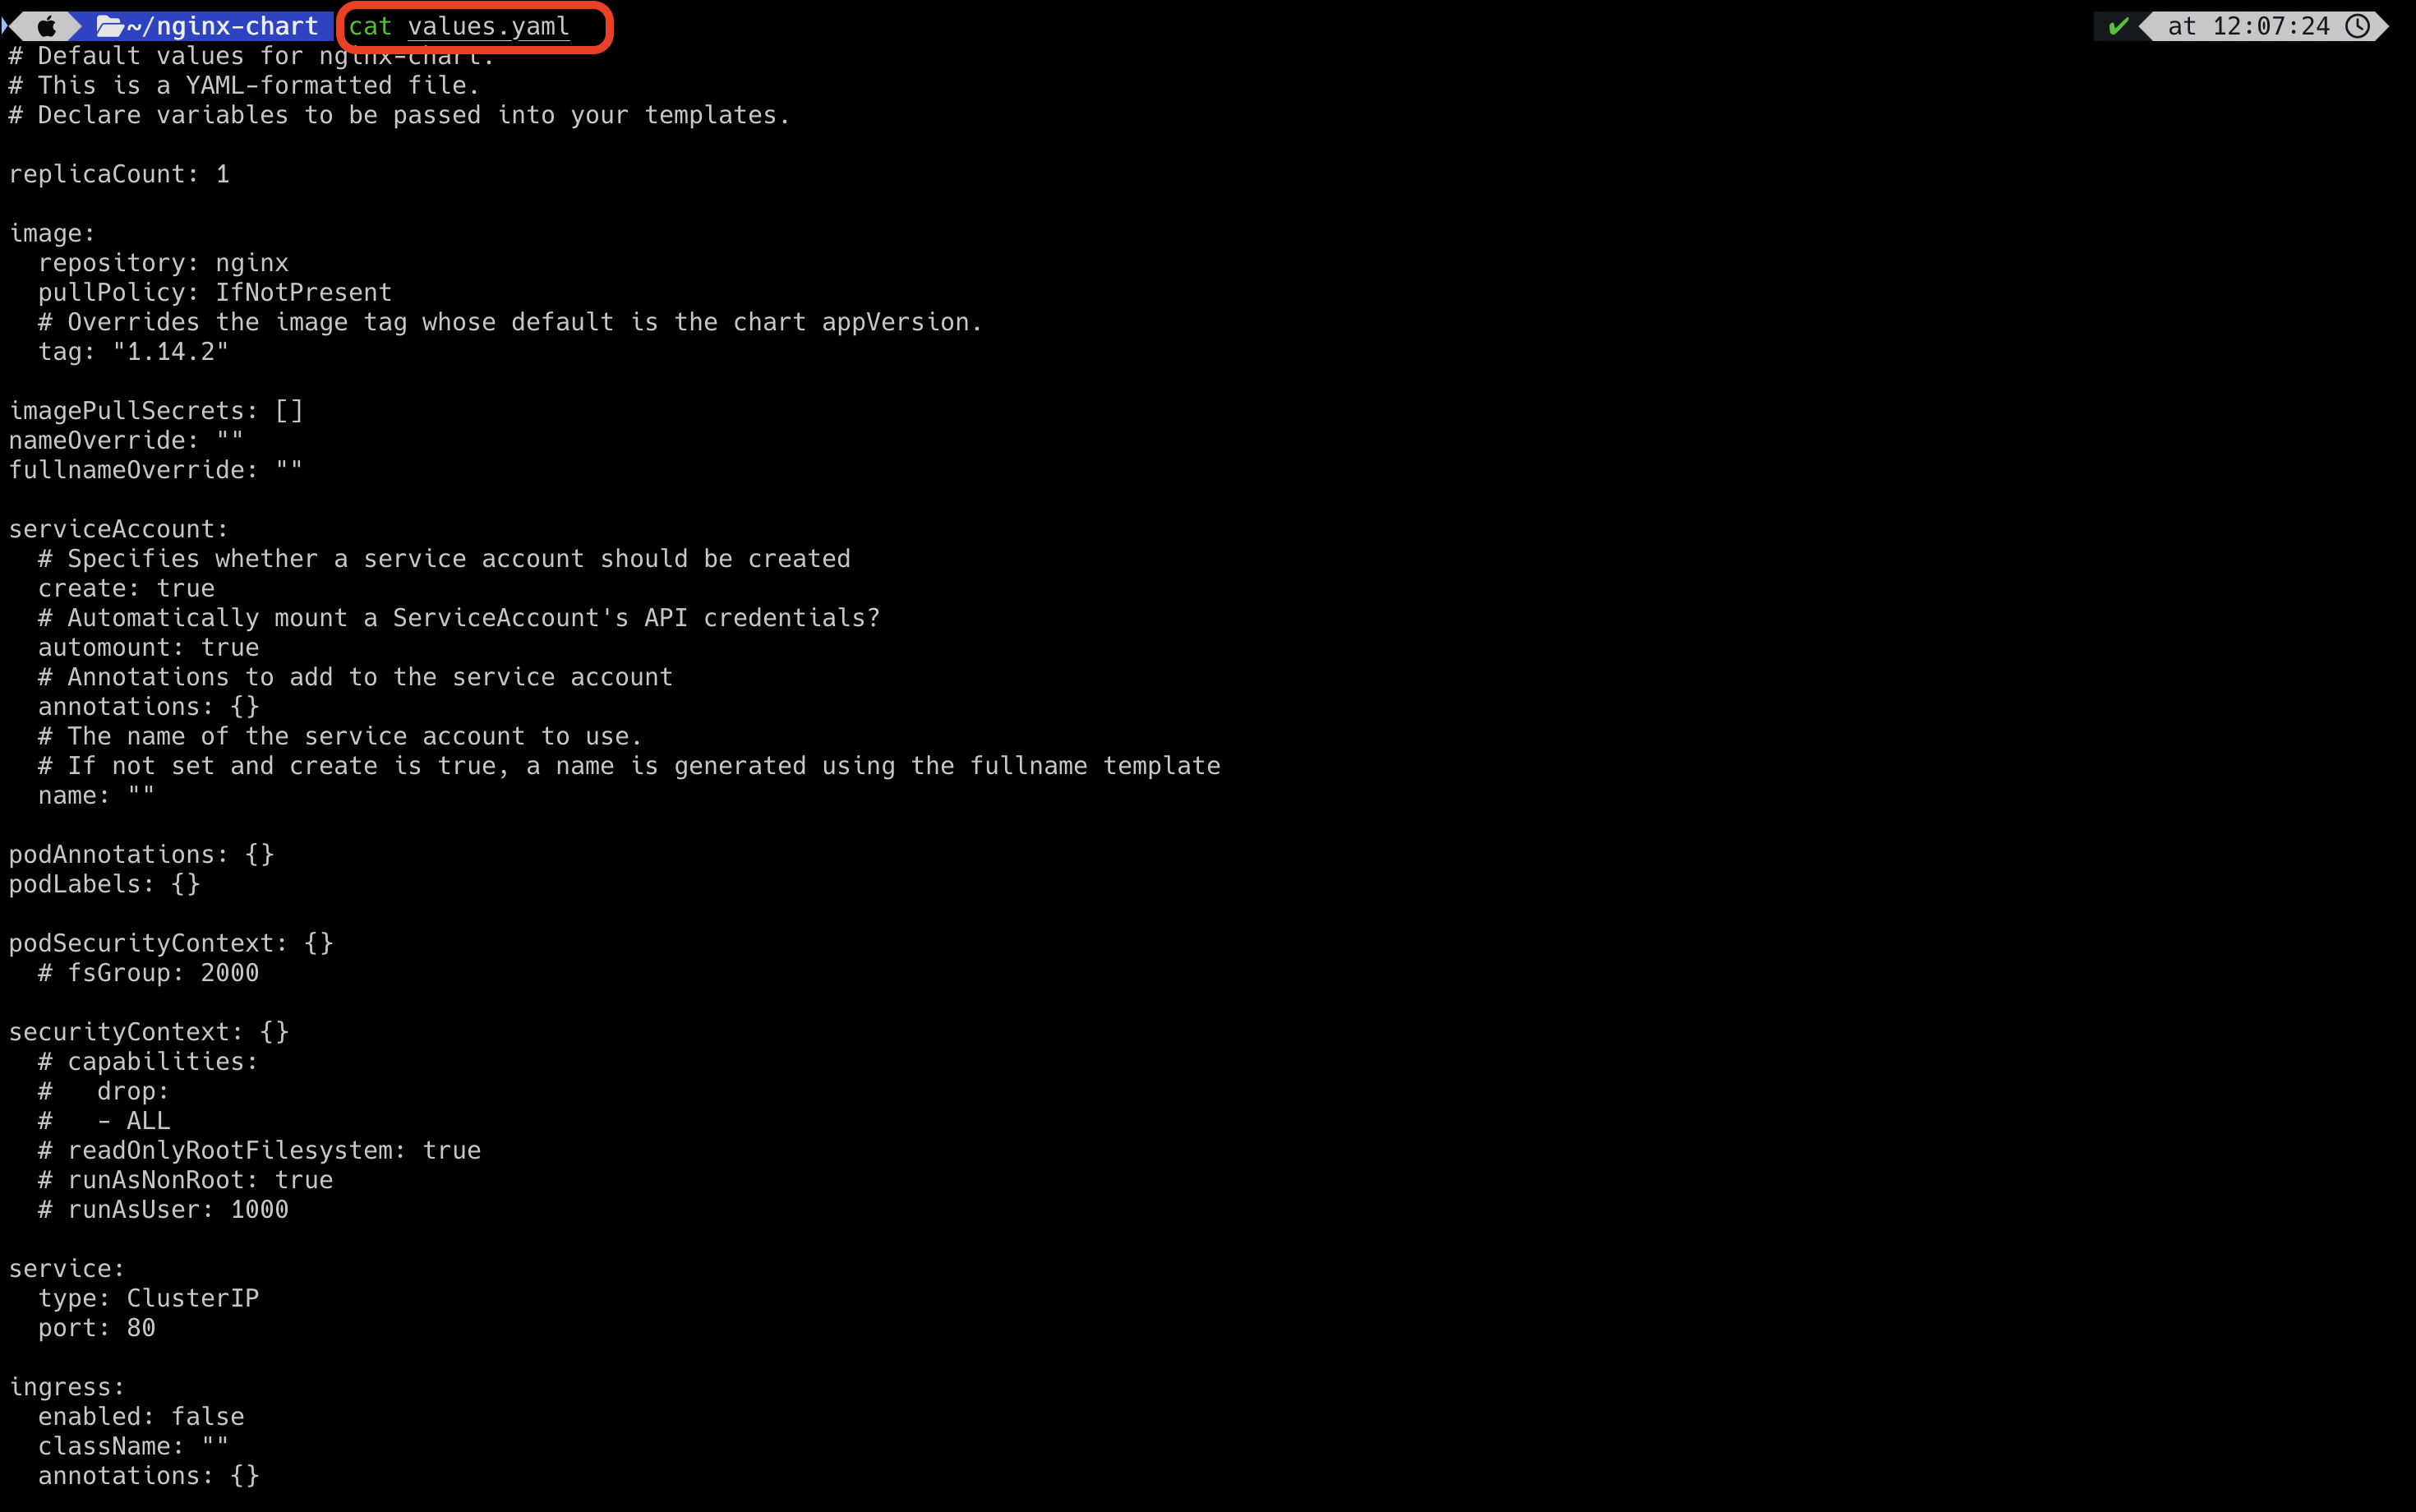 ~/nginx-chart cat values.yaml ✔ at 12:07:24
# Default values for nginx-chart.
# This is a YAML-formatted file.
# Declare variables to be passed into your templates.

replicaCount: 1

image:
  repository: nginx
  pullPolicy: IfNotPresent
  # Overrides the image tag whose default is the chart appVersion.
  tag: "1.14.2"

imagePullSecrets: []
nameOverride: ""
fullnameOverride: ""

serviceAccount:
  # Specifies whether a service account should be created
  create: true
  # Automatically mount a ServiceAccount's API credentials?
  automount: true
  # Annotations to add to the service account
  annotations: {}
  # The name of the service account to use.
  # If not set and create is true, a name is generated using the fullname template
  name: ""

podAnnotations: {}
podLabels: {}

podSecurityContext: {}
  # fsGroup: 2000

securityContext: {}
  # capabilities:
  #   drop:
  #   - ALL
  # readOnlyRootFilesystem: true
  # runAsNonRoot: true
  # runAsUser: 1000

service:
  type: ClusterIP
  port: 80

ingress:
  enabled: false
  className: ""
  annotations: {}